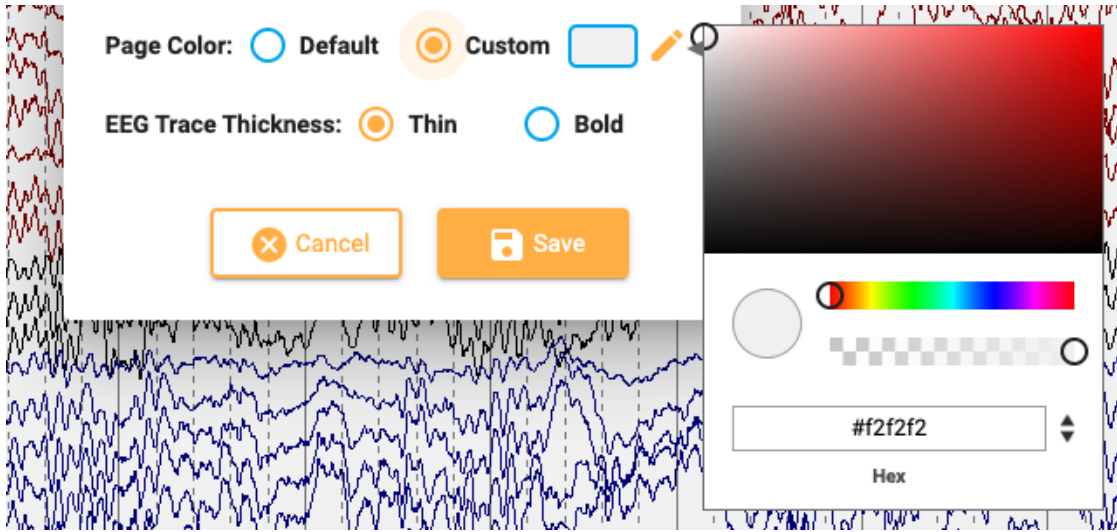 Page Color: Default Custom
EEG Trace Thickness: Thin Bold
Cancel Save
#f2f2f2
Hex